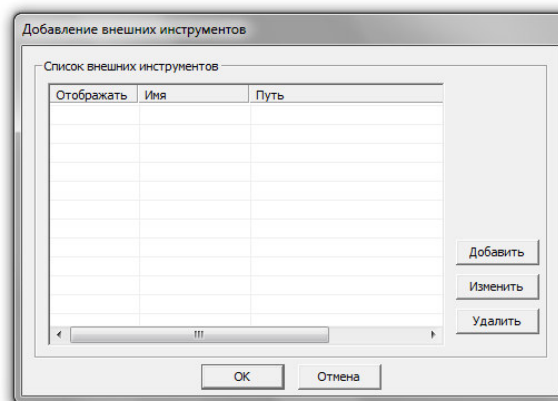 Добавление внешних инструментов
Список внешних инструментов
Отображать Имя Путь
Добавить
Изменить
Удалить
OK Отмена